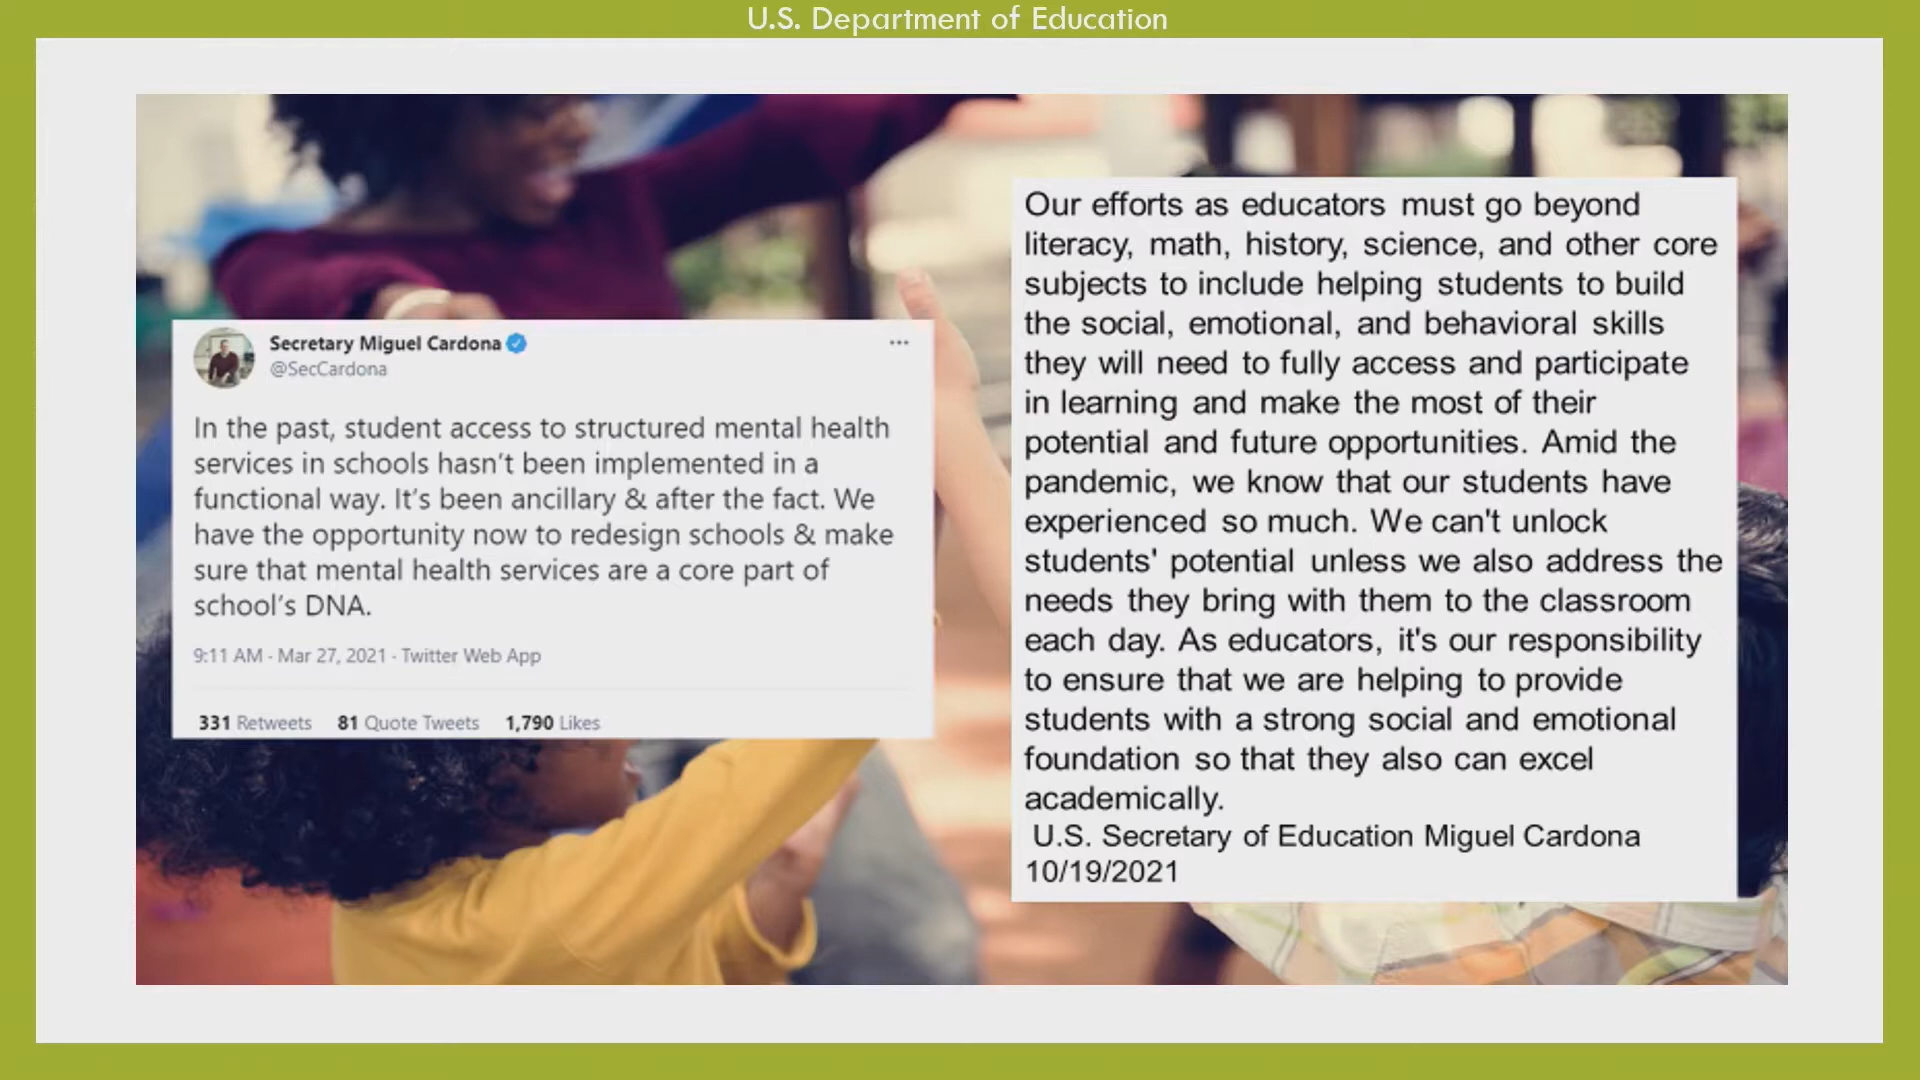 U.S. Department of Education
Secretary Miguel Cardona
@SecCardona
In the past, student access to structured mental health
services in schools hasn't been implemented in a
functional way. It's been ancillary & after the fact. We
have the opportunity now to redesign schools & make
sure that mental health services are a core part of
school's DNA.
9:11 AM - Mar 27, 2021 - Twitter Web App
331 Retweets 81 Quote Tweets 1,790 Likes
Our efforts as educators must go beyond
literacy, math, history, science, and other core
subjects to include helping students to build
the social, emotional, and behavioral skills
they will need to fully access and participate
in learning and make the most of their
potential and future opportunities. Amid the
pandemic, we know that our students have
experienced so much. We can't unlock
students' potential unless we also address the
needs they bring with them to the classroom
each day. As educators, it's our responsibility
to ensure that we are helping to provide
students with a strong social and emotional
foundation so that they also can excel
academically.
U.S. Secretary of Education Miguel Cardona
10/19/2021